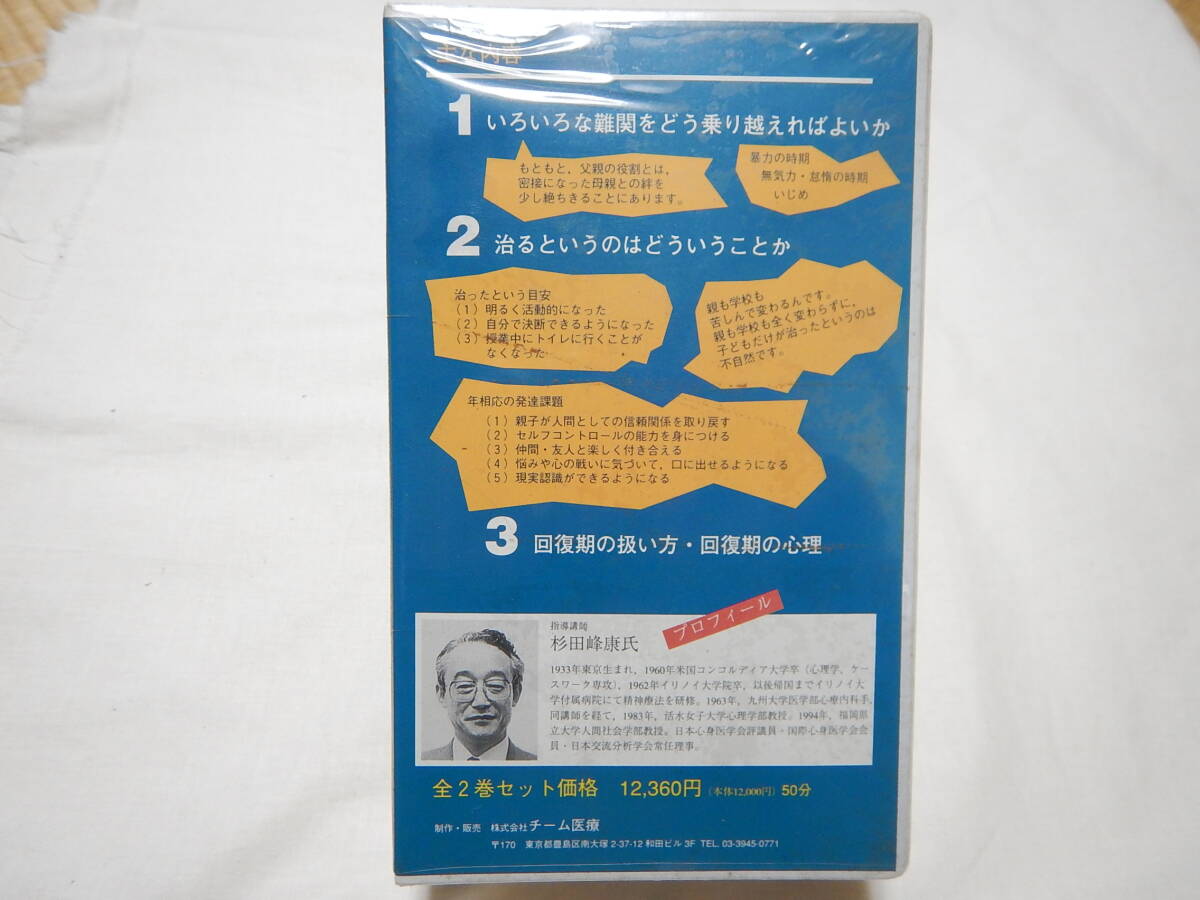 主な内容
1 いろいろな難関をどう乗り越えればよいか
もともと，父親の役割とは，
密接になった母親との絆を
少し絶ちきることにあります。
暴力の時期
無気力・怠惰の時期
いじめ
2 治るというのはどういうことか
治ったという目安
（1）明るく活動的になった
（2）自分で決断できるようになった
（3）授業中にトイレに行くことが
なくなった
親も学校も
苦しんで変わるんです。
親も学校も全く変わらずに，
子どもだけが治ったというのは
不自然です。
年相応の発達課題
（1）親子が人間としての信頼関係を取り戻す
（2）セルフコントロールの能力を身につける
（3）仲間・友人と楽しく付き合える
（4）悩みや心の戦いに気づいて，口に出せるようになる
（5）現実認識ができるようになる
3 回復期の扱い方・回復期の心理
プロフィール
指導講師
杉田峰康氏
1933年東京生まれ，1960年米国コンコルディア大学卒（心理学，ケー
スワーク専攻），1962年イリノイ大学院卒，以後帰国までイリノイ大
学付属病院にて精神療法を研修。1963年，九州大学医学部心療内科手，
同講師を経て，1983年，活水女子大学心理学部教授。1994年，福岡県
立大学人間社会学部教授。日本心身医学会評議員・国際心身医学会会
員・日本交流分析学会常任理事。
全2巻セット価格 12,360円（本体12,000円）50分
制作・販売 株式会社チーム医療
〒170 東京都豊島区南大塚2-37-12 和田ビル3F TEL. 03-3945-0771